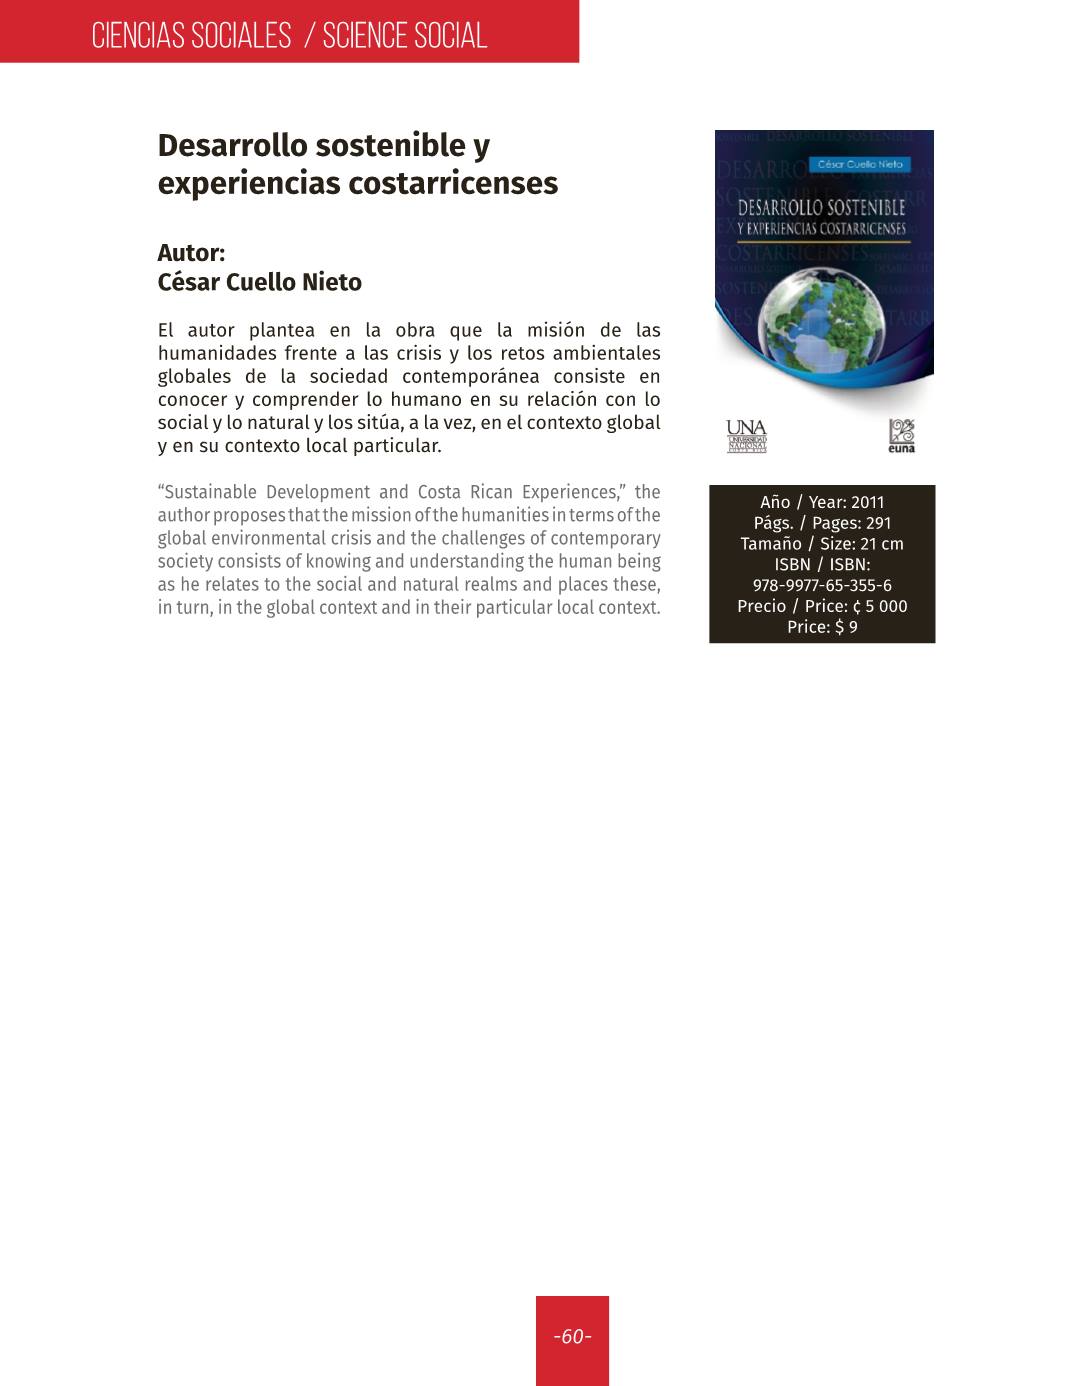 CIENCIAS SOCIALES / SCIENCE SOCIAL
Desarrollo sostenible y
experiencias costarricenses
Autor:
César Cuello Nieto
El autor plantea en la obra que la misión de las
humanidades frente a las crisis y los retos ambientales
globales de la sociedad contemporánea consiste en
conocer y comprender lo humano en su relación con lo
social y lo natural y los sitúa, a la vez, en el contexto global
y en su contexto local particular.
“Sustainable Development and Costa Rican Experiences,” the
author proposes that the mission of the humanities in terms of the
global environmental crisis and the challenges of contemporary
society consists of knowing and understanding the human being
as he relates to the social and natural realms and places these,
in turn, in the global context and in their particular local context.
César Cuello Nieto
DESARROLLO SOSTENIBLE
Y EXPERIENCIAS COSTARRICENSES
UNA
UNIVERSIDAD
NACIONAL
COSTA RICA
euna
Año / Year: 2011
Págs. / Pages: 291
Tamaño / Size: 21 cm
ISBN / ISBN:
978-9977-65-355-6
Precio / Price: ¢ 5 000
Price: $ 9
-60-